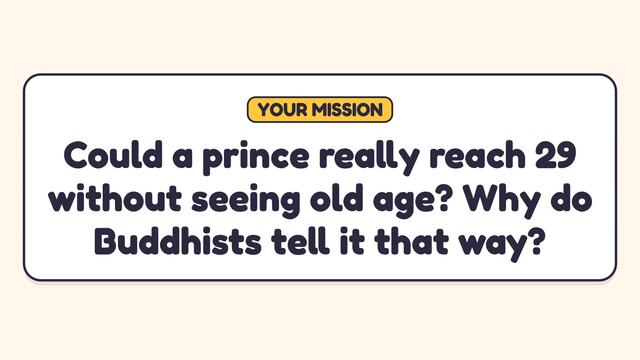 YOUR MISSION
Could a prince really reach 29
without seeing old age? Why do
Buddhists tell it that way?